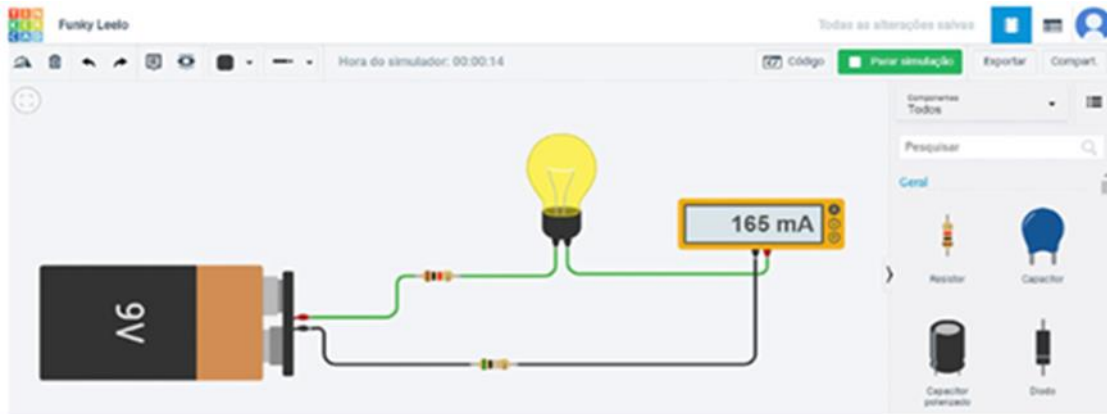 TIN
KER
CAD
Funky Leelo
Todas as alterações salvas
Hora do simulador: 00:00:14
Código
Parar simulação
Exportar
Compart.
Componentes
Todos
Pesquisar
Geral
165 mA
9V
Resistor
Capacitor
Capacitor
polarizado
Diodo